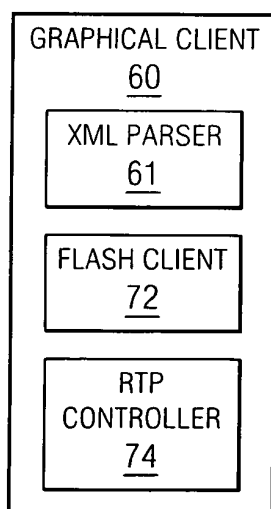 GRAPHICAL CLIENT
60
XML PARSER
61
FLASH CLIENT
72
RTP
CONTROLLER
74